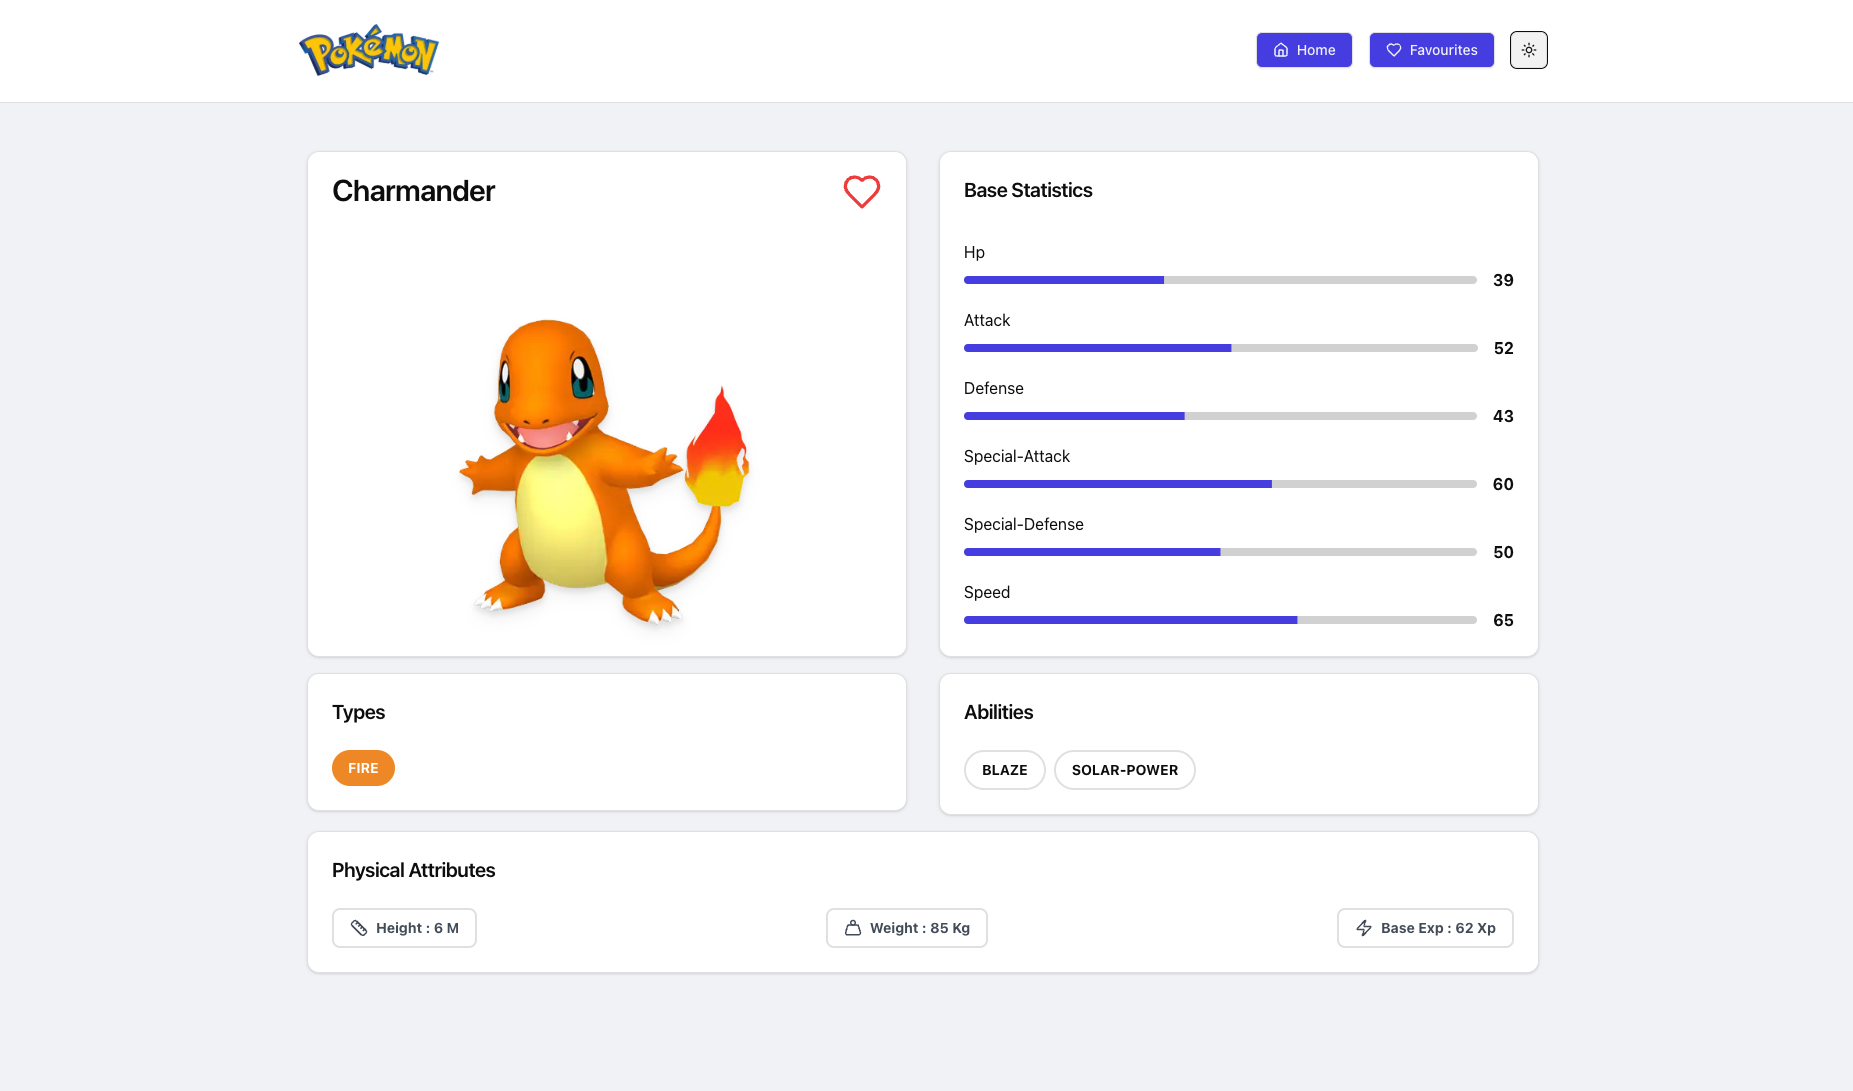 POKéMON
Home
Favourites
Charmander
Base Statistics
Hp
39
Attack
52
Defense
43
Special-Attack
60
Special-Defense
50
Speed
65
Types
FIRE
Abilities
BLAZE
SOLAR-POWER
Physical Attributes
Height : 6 M
Weight : 85 Kg
Base Exp : 62 Xp